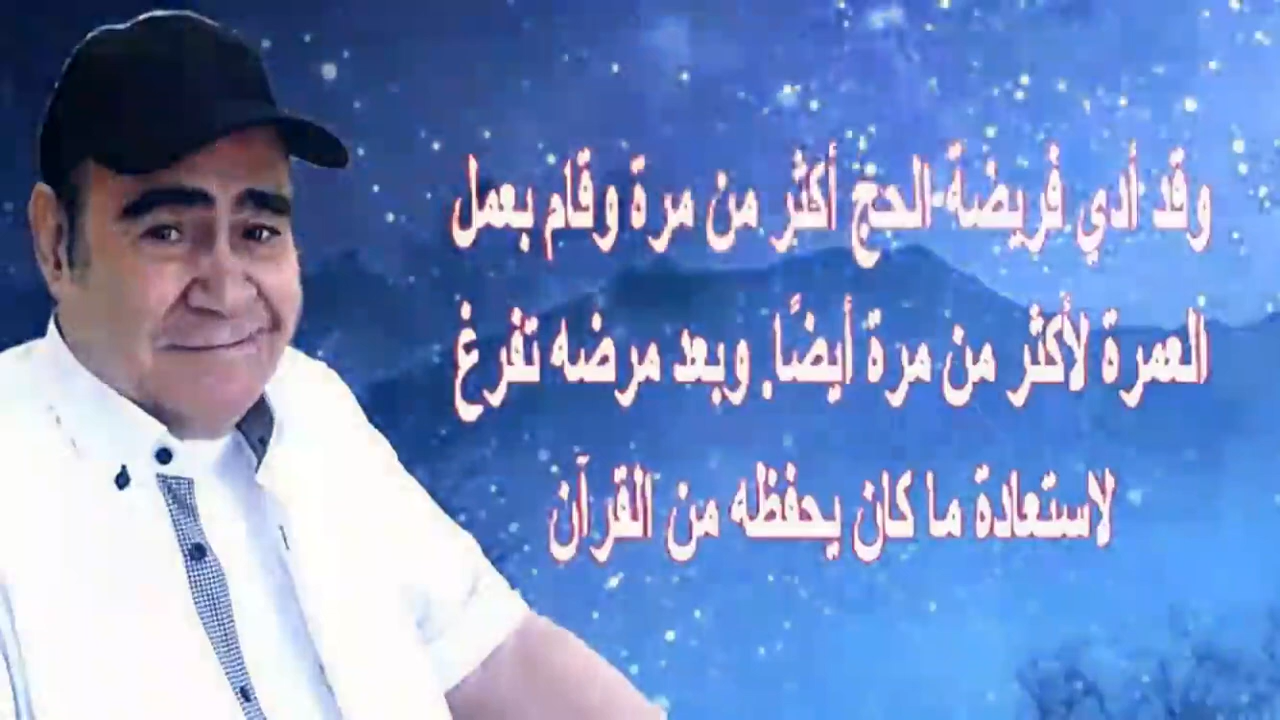 وقد أدي فريضة الحج أكثر من مرة وقام بعمل
العمرة لأكثر من مرة أيضًا. وبعد مرضه تفرغ
لاستعادة ما كان يحفظه من القرآن